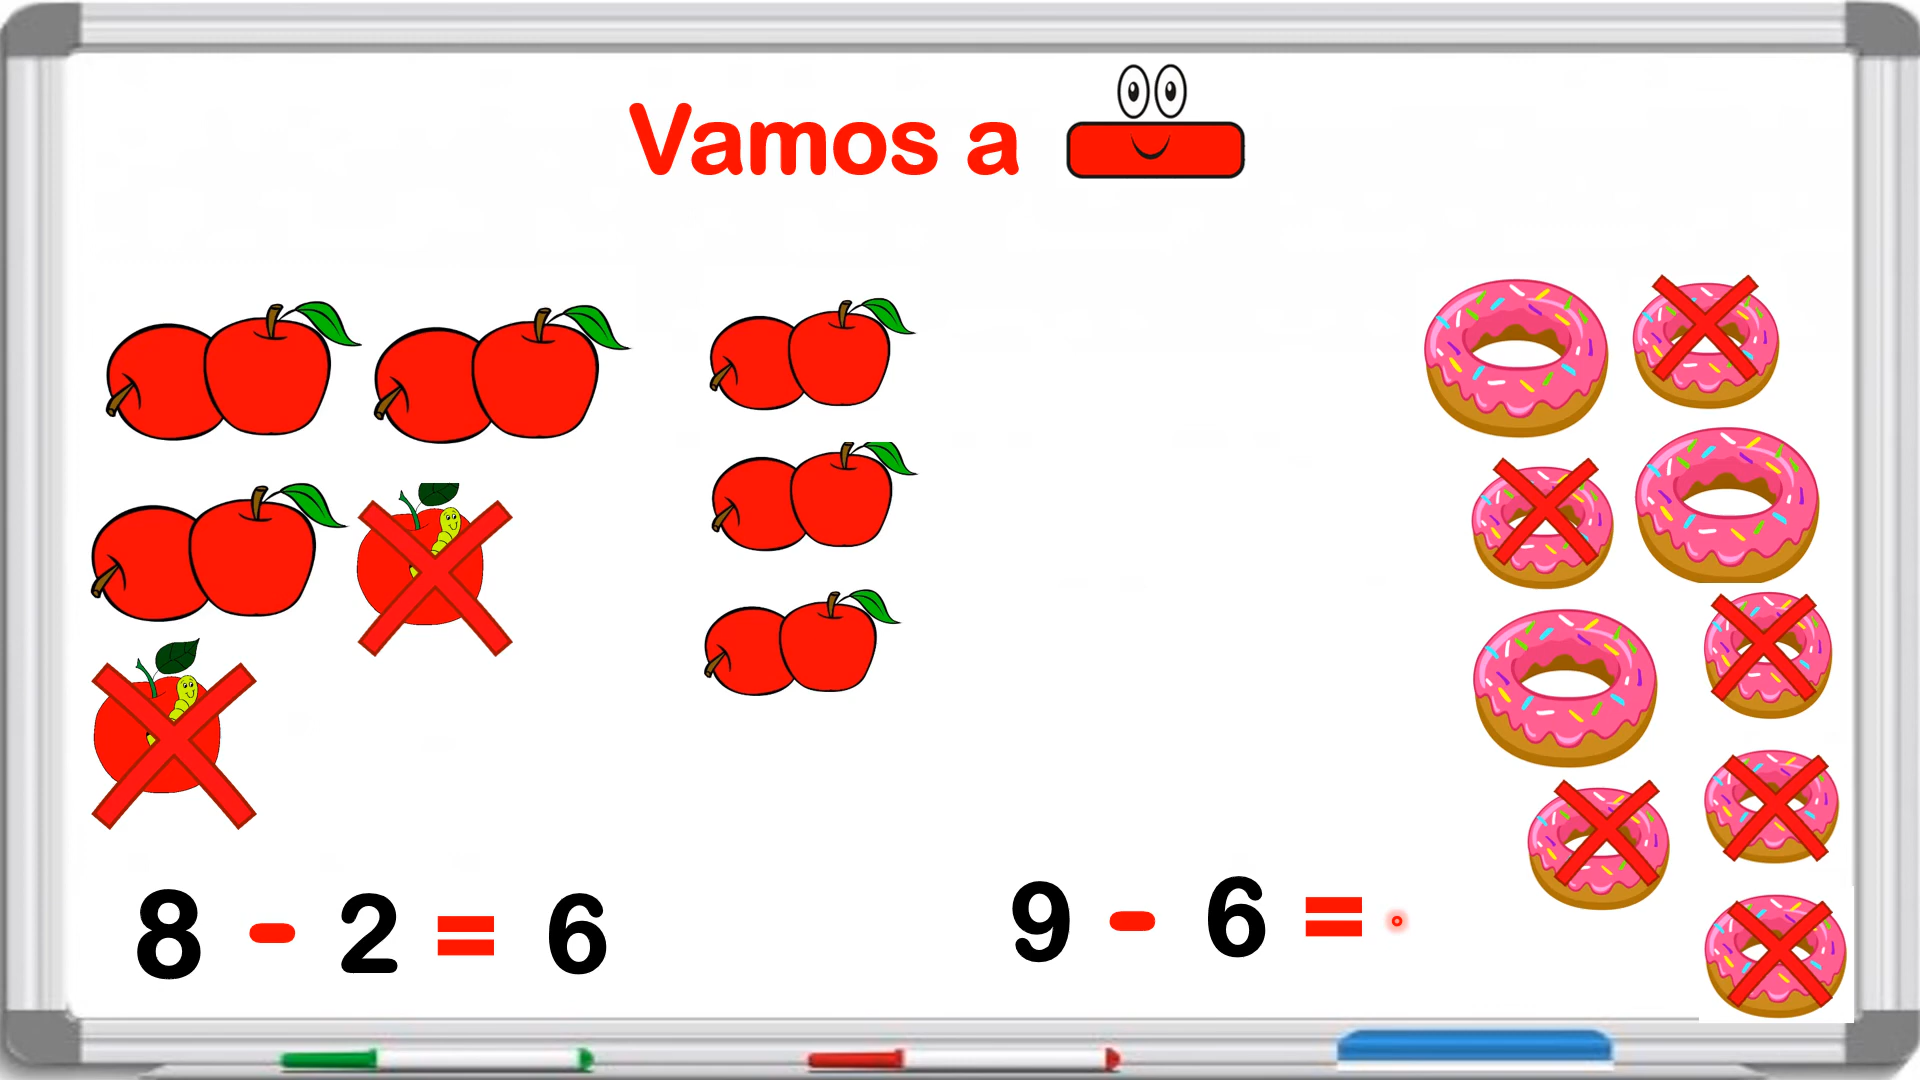 Vamos a
8 - 2 = 6
9 - 6 =